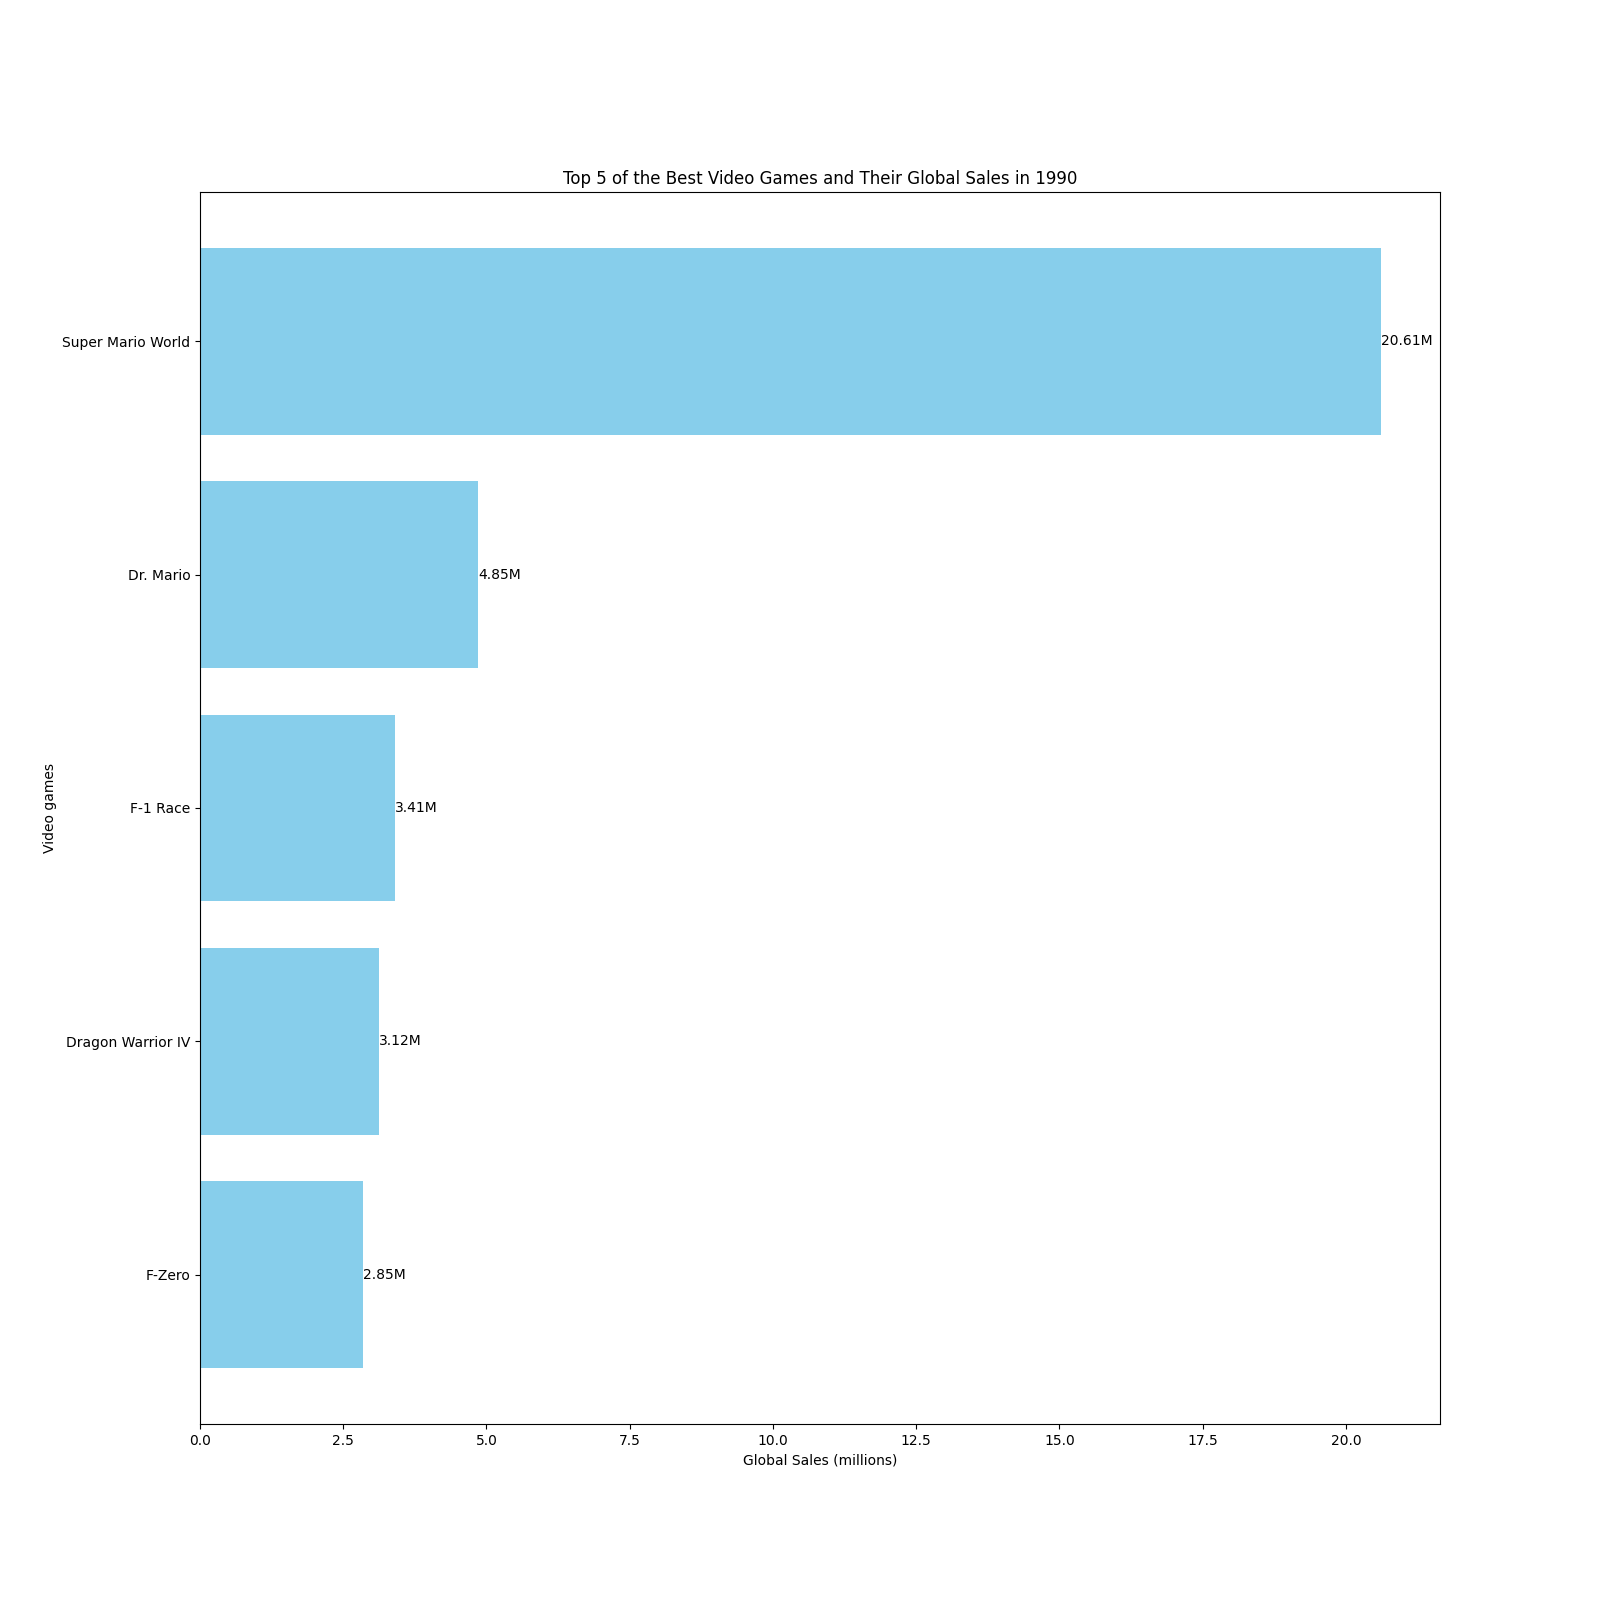 Top 5 of the Best Video Games and Their Global Sales in 1990
Super Mario World
20.61M
Dr. Mario
4.85M
F-1 Race
3.41M
Dragon Warrior IV
3.12M
F-Zero
2.85M
Video games
0.0 2.5 5.0 7.5 10.0 12.5 15.0 17.5 20.0
Global Sales (millions)